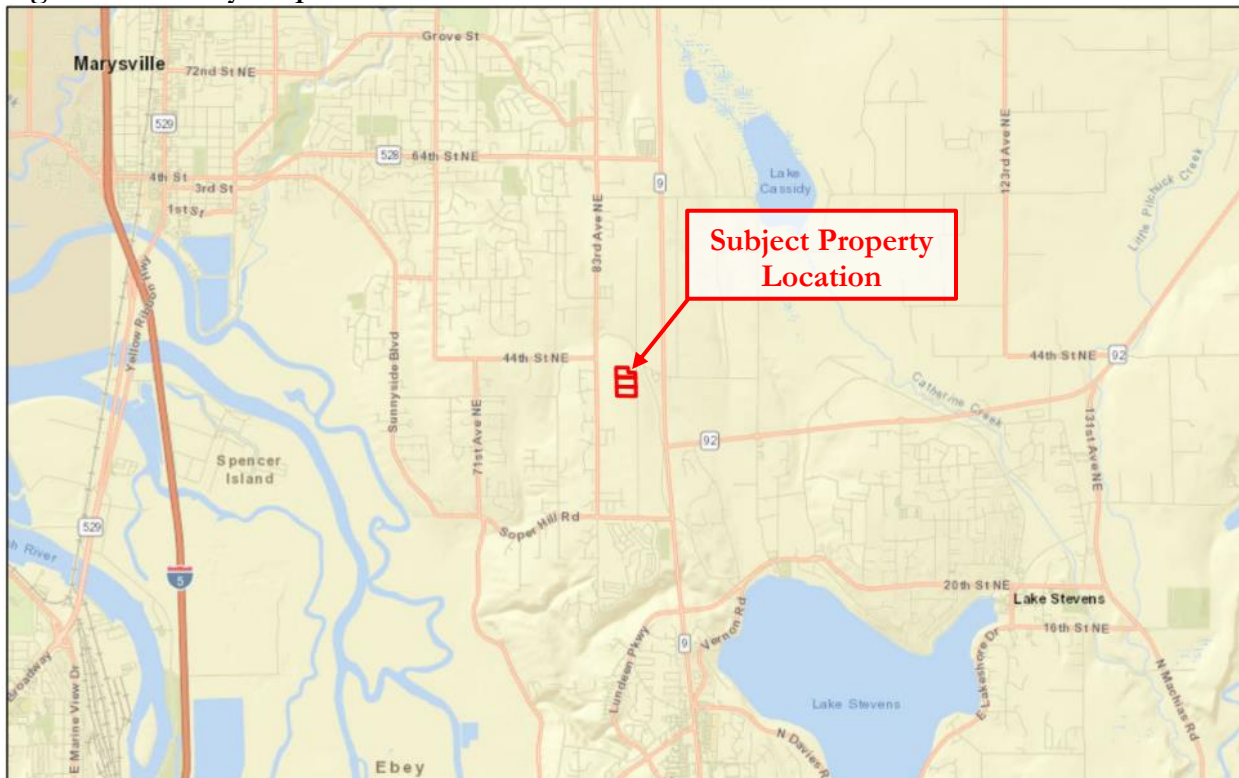 Grove St
Marysville
72nd St NE
529
528
64th St NE
4th St
3rd St
1st St
9
Lake
Cassidy
83rd Ave NE
123rd Ave NE
Little Pilchuck Creek
Subject Property
Location
Yellow Ribbon Hwy
Sunnyside Blvd
44th St NE
44th St NE
92
71st Ave NE
Catherine Creek
92
131st Ave NE
Spencer
Island
529
Soper Hill Rd
River
5
20th St NE
Lake Stevens
Vernon Rd
16th St NE
Lundeen Pkwy
9
E Lakeshore Dr
N Machias Rd
Broadway
E Marine View Dr
Lake Stevens
N Davies
Ebey